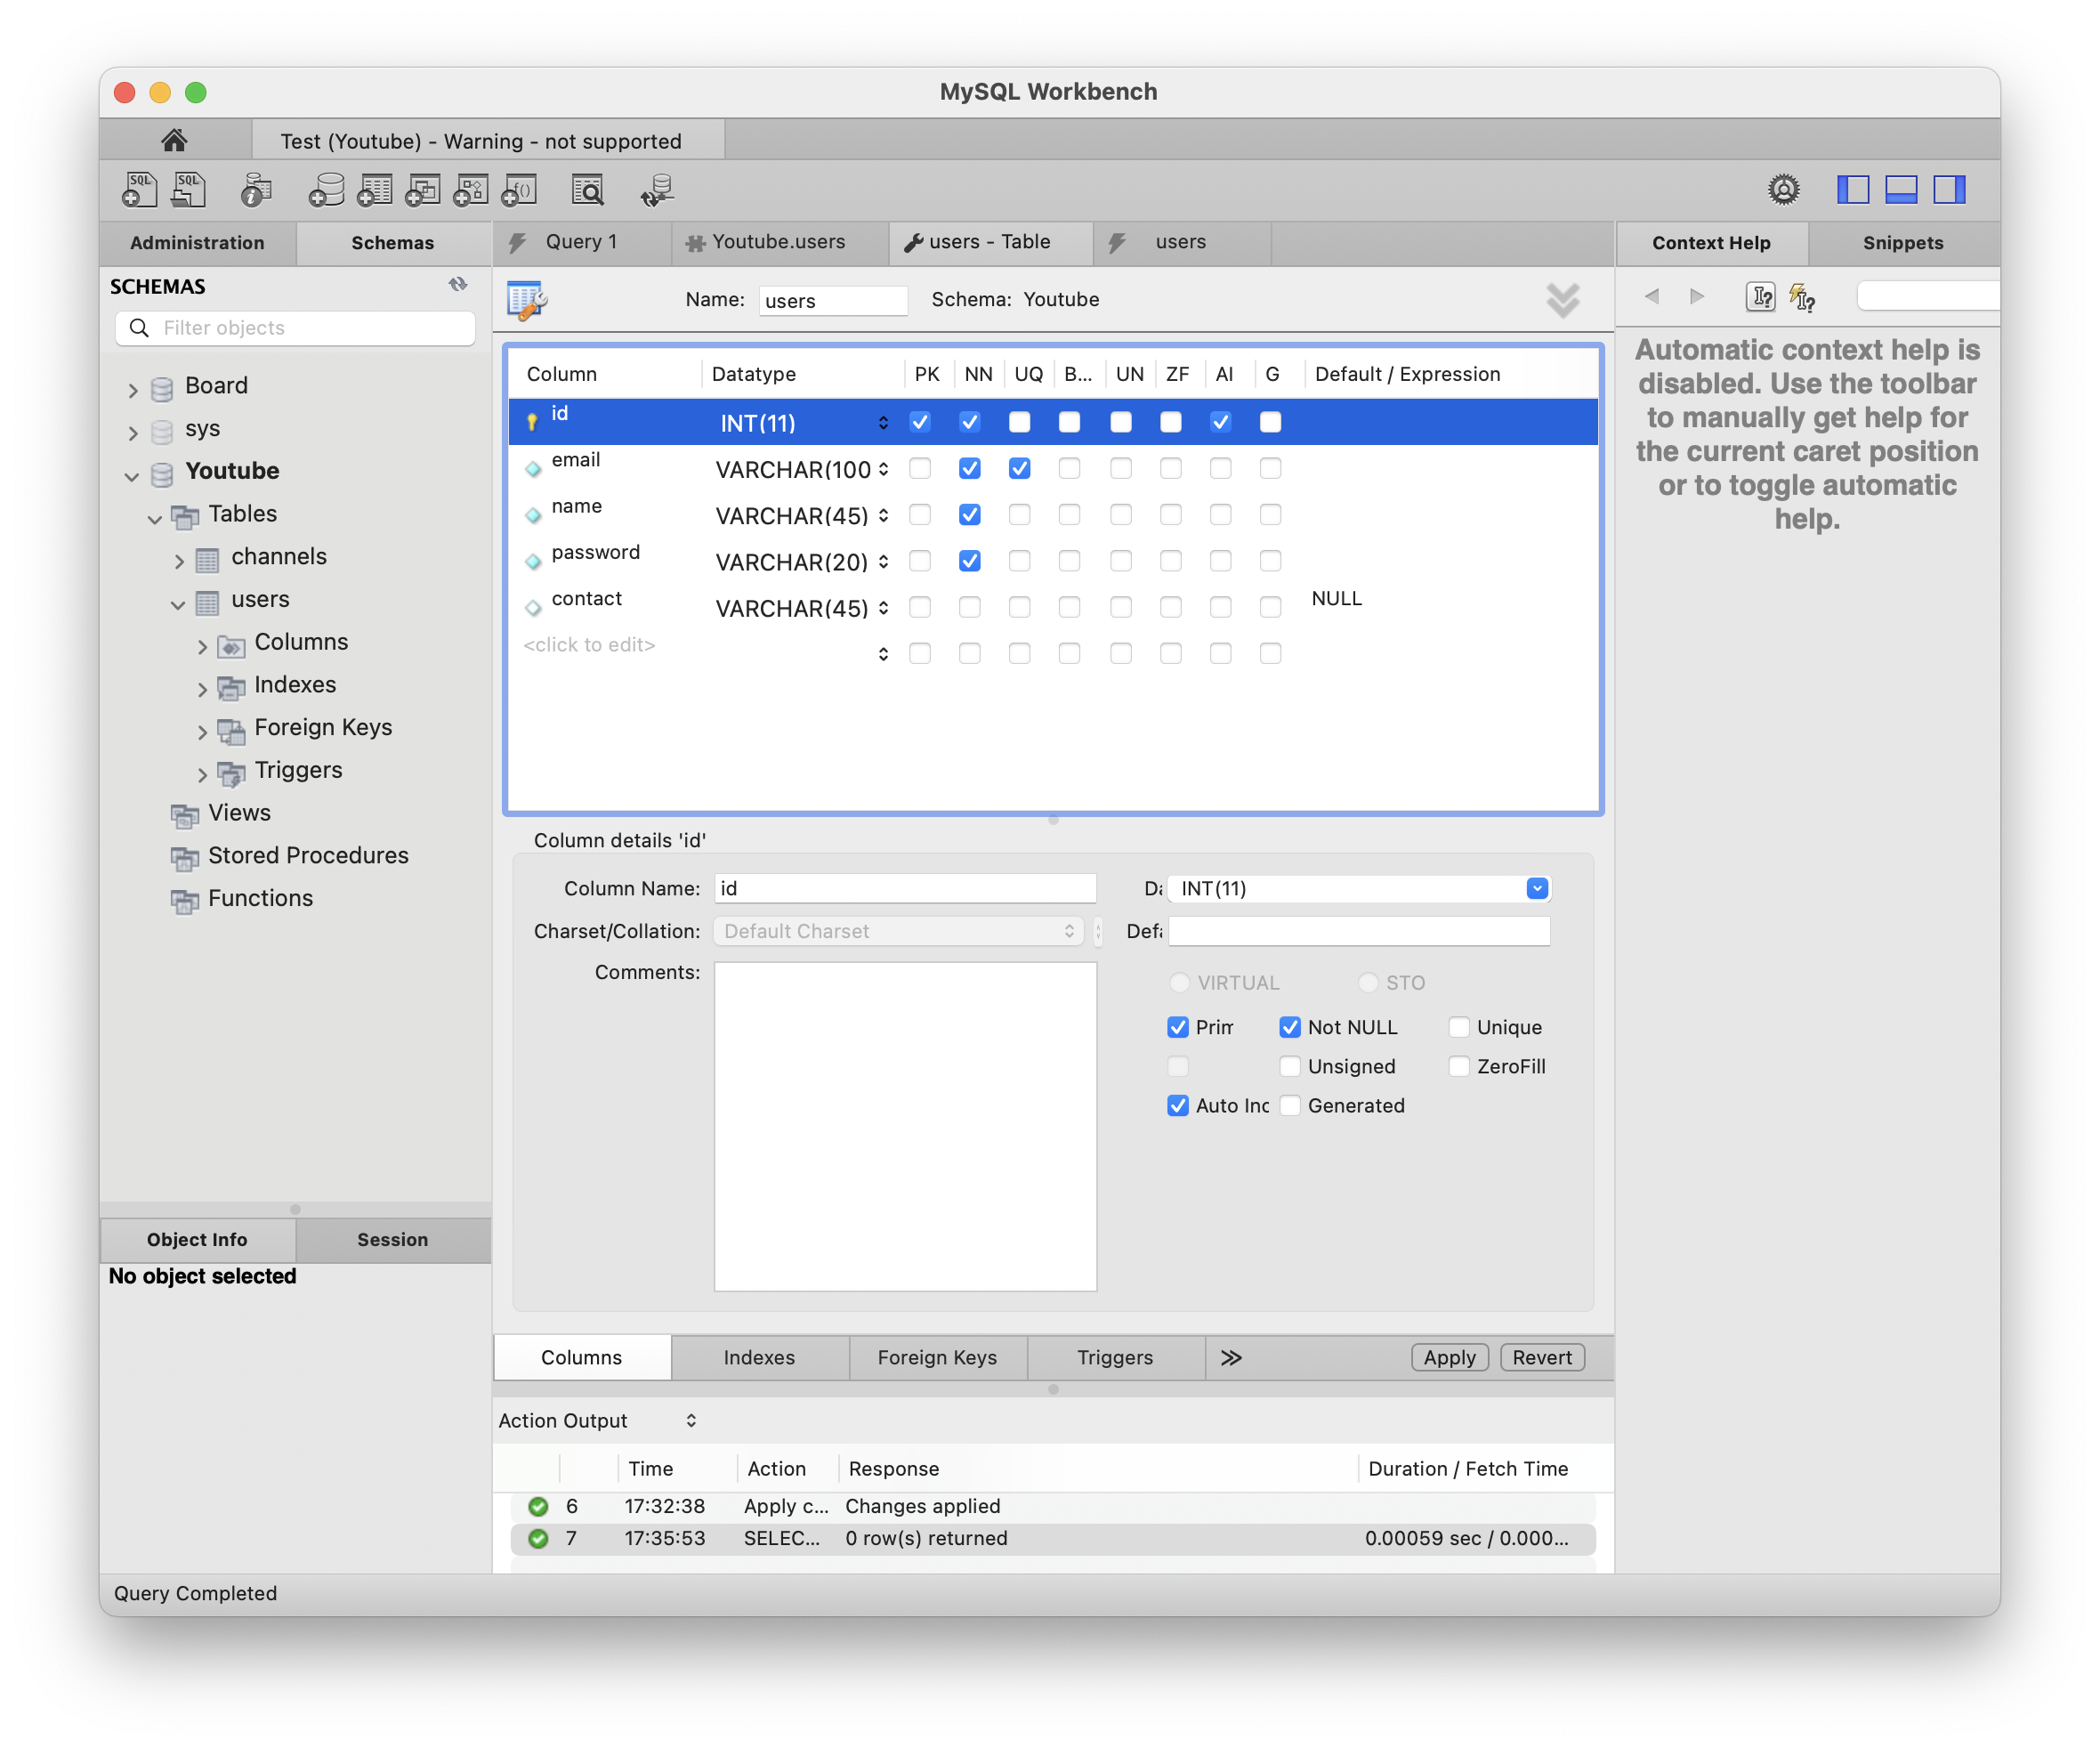 MySQL Workbench
Test (Youtube) - Warning - not supported
Administration
Schemas
SCHEMAS
Filter objects
Board
sys
Youtube
Tables
channels
users
Columns
Indexes
Foreign Keys
Triggers
Views
Stored Procedures
Functions
Object Info
Session
No object selected
Query 1
Youtube.users
users - Table
users
Name: users Schema: Youtube
Column Datatype PK NN UQ B... UN ZF AI G Default / Expression
id INT(11)
email VARCHAR(100
name VARCHAR(45)
password VARCHAR(20)
contact VARCHAR(45) NULL
<click to edit>
Column details 'id'
Column Name: id
INT(11)
Charset/Collation: Default Charset
Defa
Comments:
VIRTUAL STO
Prim Not NULL Unique
Unsigned ZeroFill
Auto Inc Generated
Columns Indexes Foreign Keys Triggers Apply Revert
Action Output
Time Action Response Duration / Fetch Time
6 17:32:38 Apply c... Changes applied
7 17:35:53 SELEC... 0 row(s) returned 0.00059 sec / 0.000...
Context Help
Snippets
Automatic context help is
disabled. Use the toolbar
to manually get help for
the current caret position
or to toggle automatic
help.
Query Completed